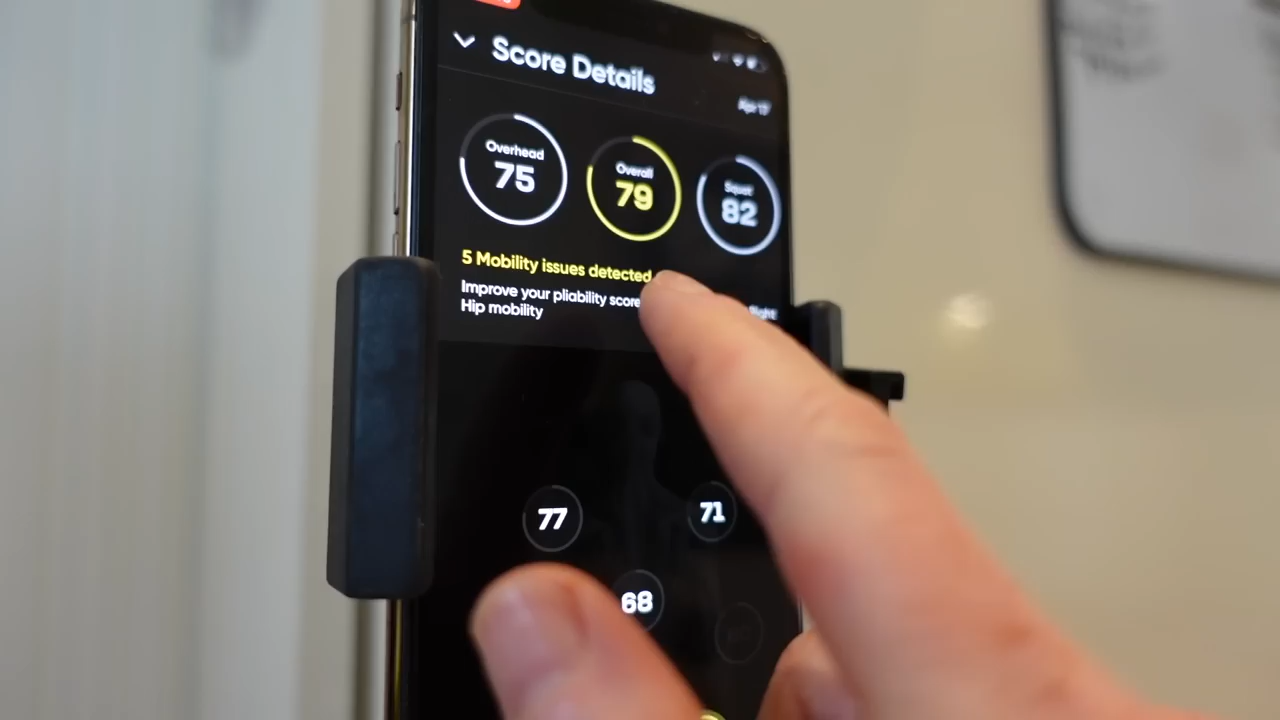 Score Details
Apr 17
Overhead
75
Overall
79
Squat
82
5 Mobility issues detected
Improve your pliability score
Right
Hip mobility
77
71
68